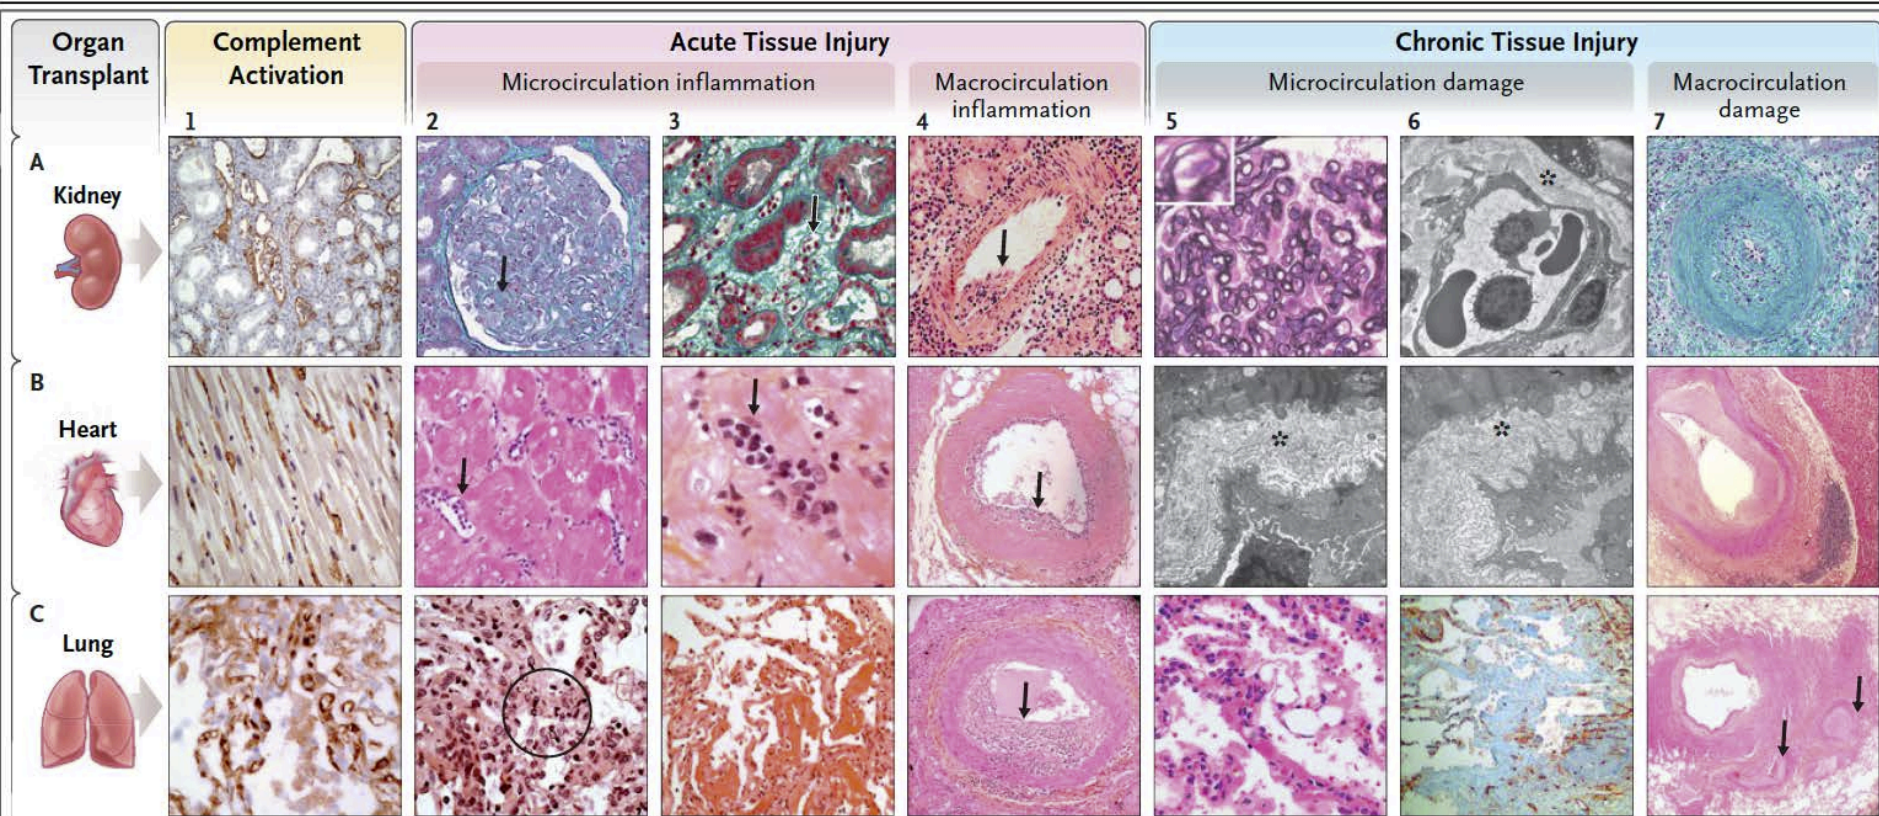 Organ
Transplant
Complement
Activation
Acute Tissue Injury
Chronic Tissue Injury
Microcirculation inflammation
Macrocirculation
inflammation
Microcirculation damage
Macrocirculation
damage
1
2
3
4
5
6
7
A
Kidney
*
B
Heart
*
*
C
Lung